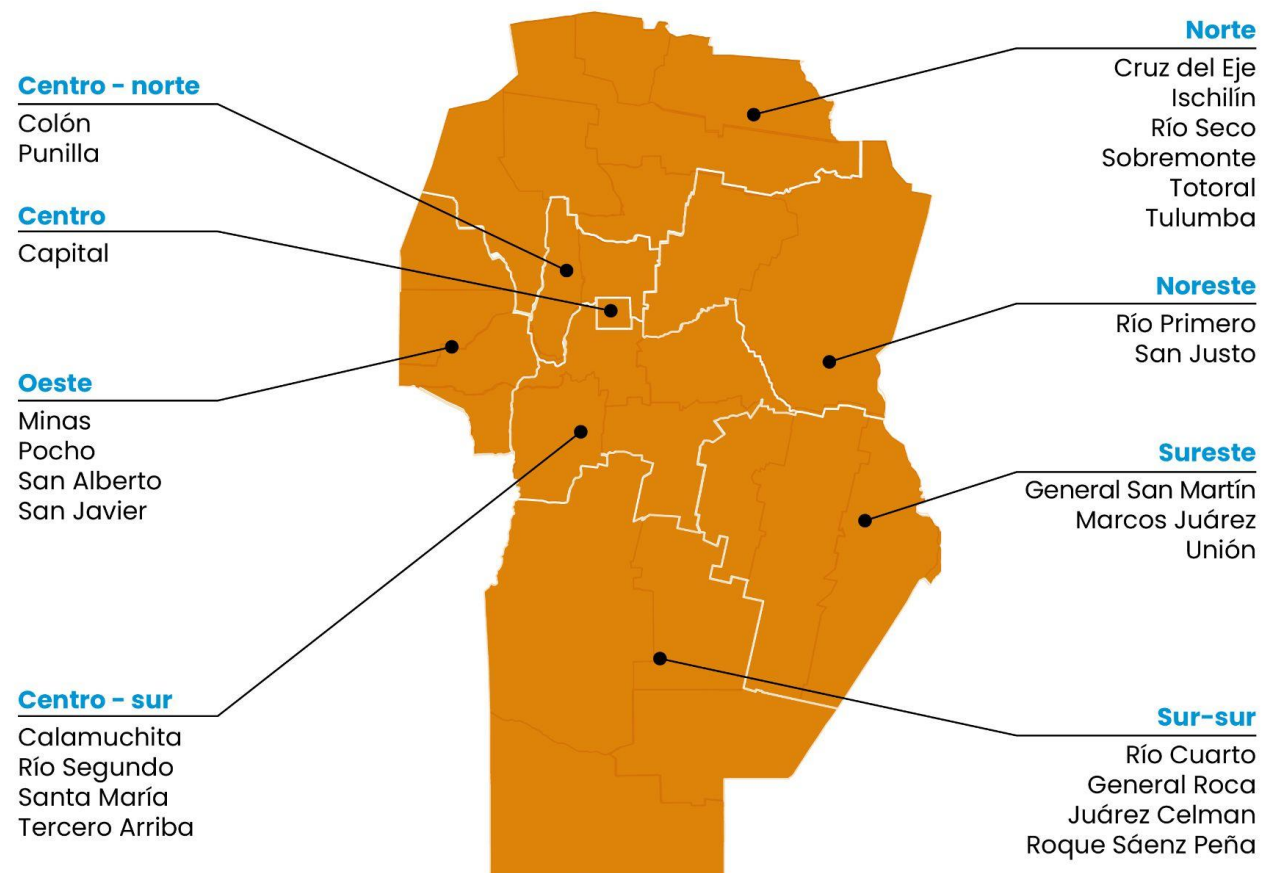 Centro - norte
Colón
Punilla
Centro
Capital
Oeste
Minas
Pocho
San Alberto
San Javier
Centro - sur
Calamuchita
Río Segundo
Santa María
Tercero Arriba
Norte
Cruz del Eje
Ischilín
Río Seco
Sobremonte
Totoral
Tulumba
Noreste
Río Primero
San Justo
Sureste
General San Martín
Marcos Juárez
Unión
Sur-sur
Río Cuarto
General Roca
Juárez Celman
Roque Sáenz Peña